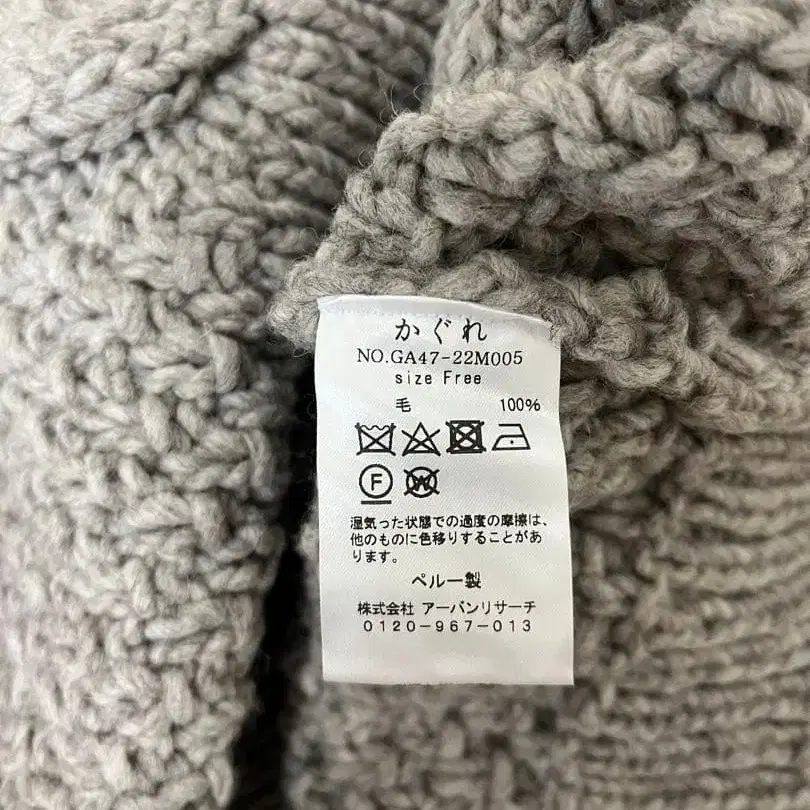 かぐれ
NO.GA47-22M005
size Free
毛 100%
F W
湿気った状態での過度の摩擦は、
他のものに色移りすることがあ
ります。
ペルー製
株式会社 アーバンリサーチ
0120-967-013